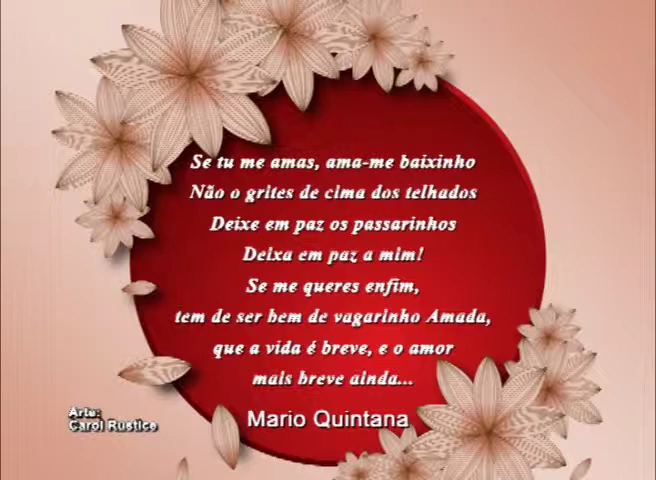 Se tu me amas, ama-me baixinho
Não o grites de cima dos telhados
Deixe em paz os passarinhos
Deixa em paz a mim!
Se me queres enfim,
tem de ser bem de vagarinho Amada,
que a vida é breve, e o amor
mais breve ainda...
Mario Quintana
Arte:
Carol Rustice